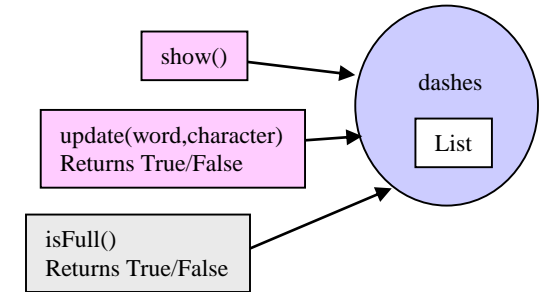 show()
dashes
update(word,character)
Returns True/False
List
isFull()
Returns True/False